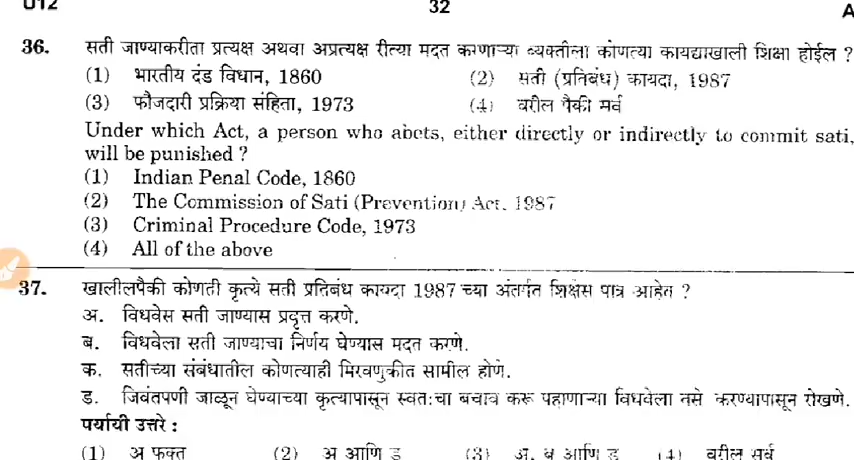 U12 32 A
36. सती जाण्याकरीता प्रत्यक्ष अथवा अप्रत्यक्ष रीत्या मदत करणाऱ्या व्यक्तीला कोणत्या कायद्याखाली शिक्षा होईल ?
(1) भारतीय दंड विधान, 1860 (2) सती (प्रतिबंध) कायदा, 1987
(3) फौजदारी प्रक्रिया संहिता, 1973 (4) वरील पैकी सर्व
Under which Act, a person who abets, either directly or indirectly to commit sati,
will be punished ?
(1) Indian Penal Code, 1860
(2) The Commission of Sati (Prevention) Act, 1987
(3) Criminal Procedure Code, 1973
(4) All of the above
37. खालीलपैकी कोणती कृत्ये सती प्रतिबंध कायदा 1987 च्या अंतर्गत शिक्षेस पात्र आहेत ?
अ. विधवेस सती जाण्यास प्रवृत्त करणे.
ब. विधवेला सती जाण्याचा निर्णय घेण्यास मदत करणे.
क. सतीच्या संबंधातील कोणत्याही मिरवणुकीत सामील होणे.
ड. जिवंतपणी जाळून घेण्याच्या कृत्यापासून स्वतःचा बचाव करू पहाणाऱ्या विधवेला तसे करण्यापासून रोखणे.
पर्यायी उत्तरे :
(1) अ फक्त (2) अ आणि ड (3) अ, ब आणि ड (4) वरील सर्व